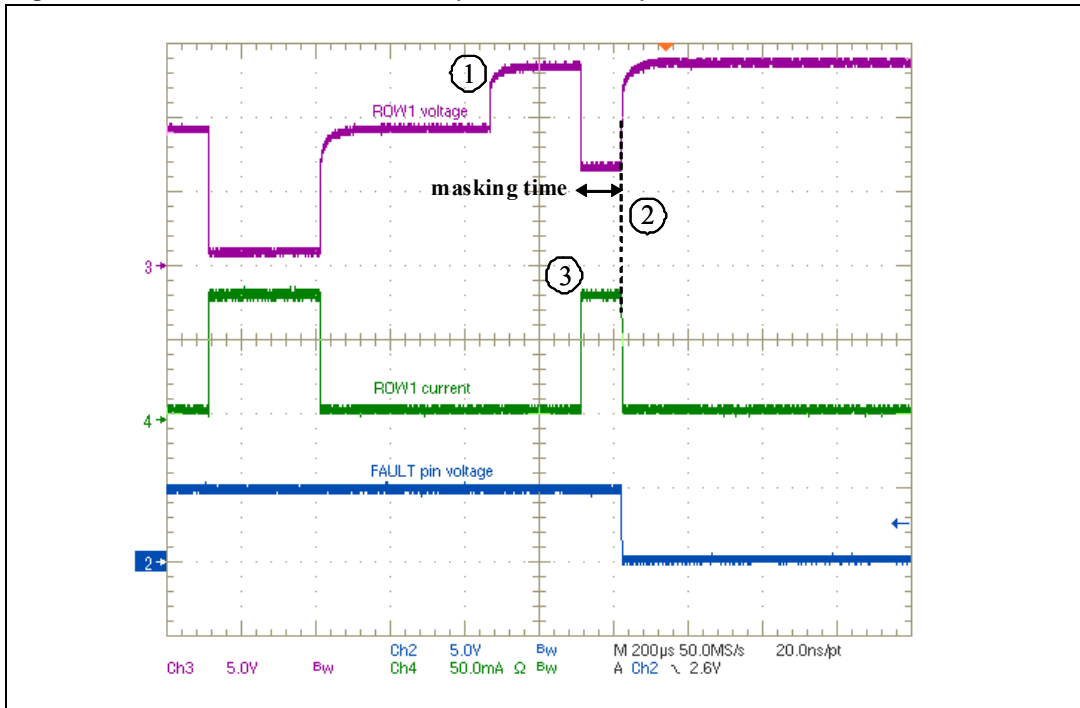 1
ROW1 voltage
masking time
2
3
3
ROW1 current
4
FAULT pin voltage
2
Ch2 5.0V Bw M 200µs 50.0MS/s 20.0ns/pt
Ch3 5.0V Bw Ch4 50.0mA Ω Bw A Ch2 2.6V